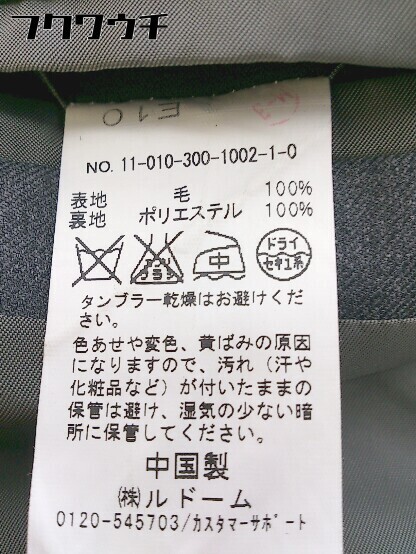 フクワウチ
E10
NO. 11-010-300-1002-1-0
表地 毛 100%
裏地 ポリエステル 100%
中 ドライ
セキユ系
タンブラー乾燥はお避けくだ
さい。
色あせや変色、黄ばみの原因
になりますので、汚れ（汗や
化粧品など）が付いたままの
保管は避け、湿気の少ない暗
所に保管してください。
中国製
㈱ルドーム
0120-545703/ｶｽﾀﾏｰｻﾎﾟｰﾄ